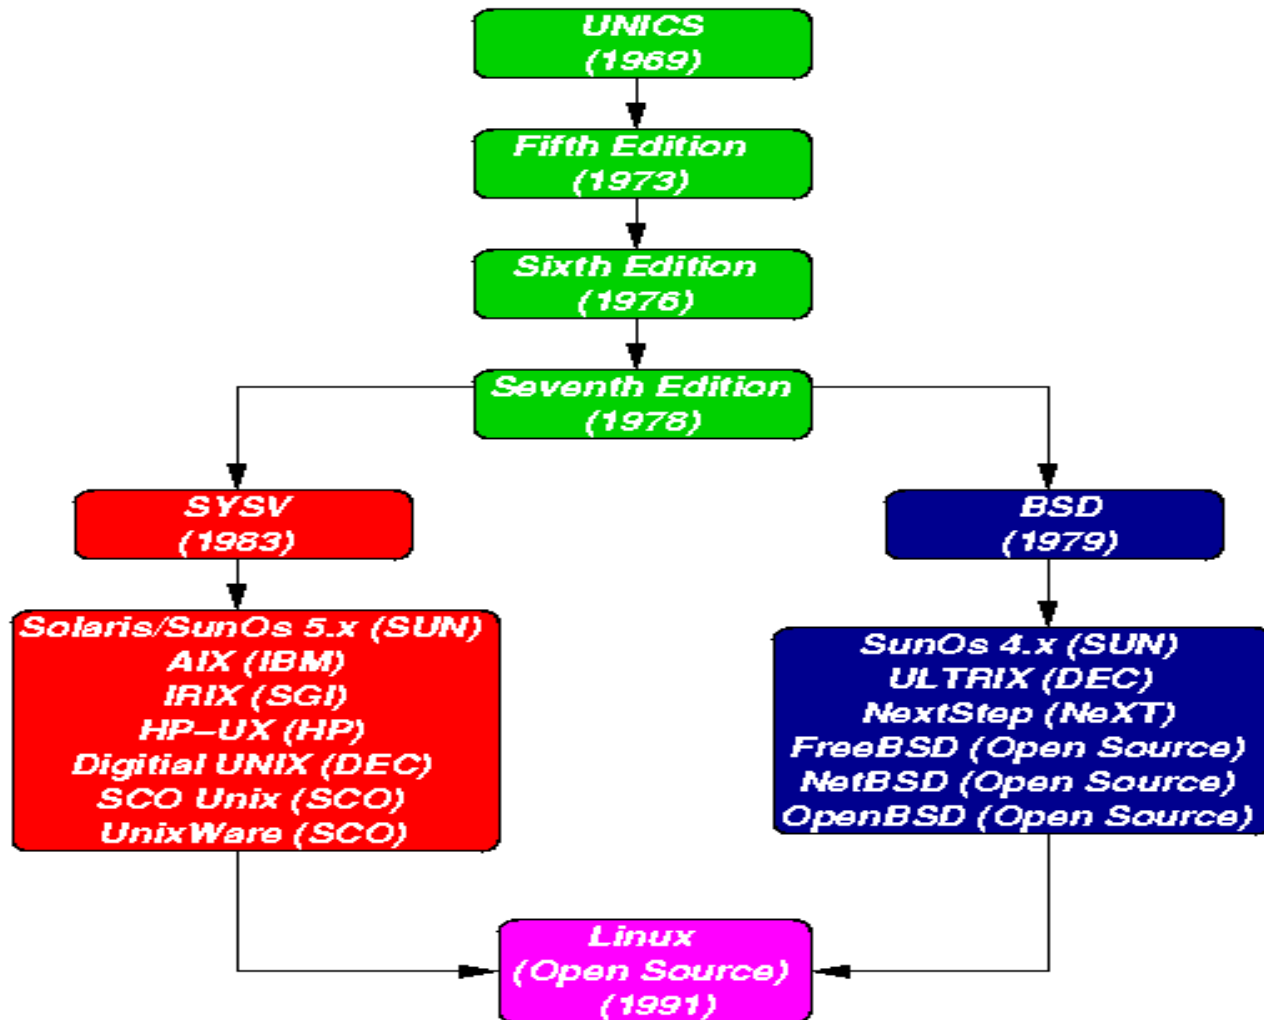 UNICS
(1969)
Fifth Edition
(1973)
Sixth Edition
(1976)
Seventh Edition
(1978)
SYSV
(1983)
BSD
(1979)
Solaris/SunOs 5.x (SUN)
AIX (IBM)
IRIX (SGI)
HP-UX (HP)
Digitial UNIX (DEC)
SCO Unix (SCO)
UnixWare (SCO)
SunOs 4.x (SUN)
ULTRIX (DEC)
NextStep (NeXT)
FreeBSD (Open Source)
NetBSD (Open Source)
OpenBSD (Open Source)
Linux
(Open Source)
(1991)